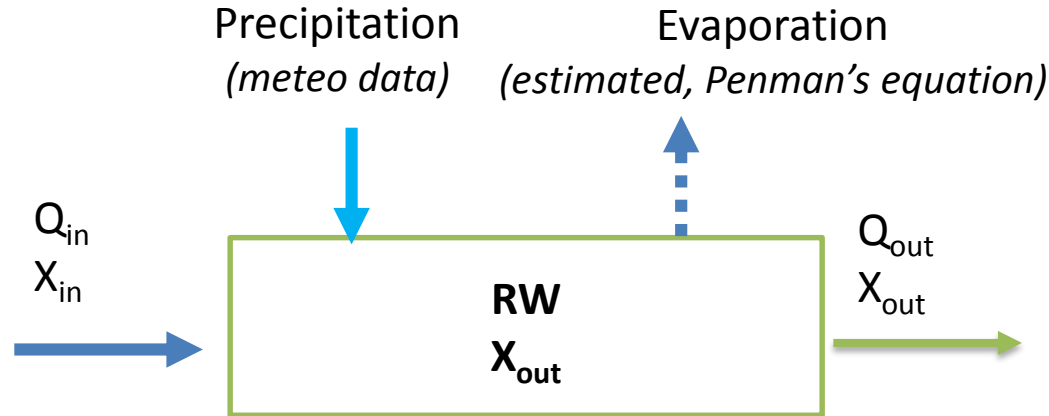 Precipitation
(meteo data)
Evaporation
(estimated, Penman's equation)
Qin
Xin
RW
Xout
Qout
Xout